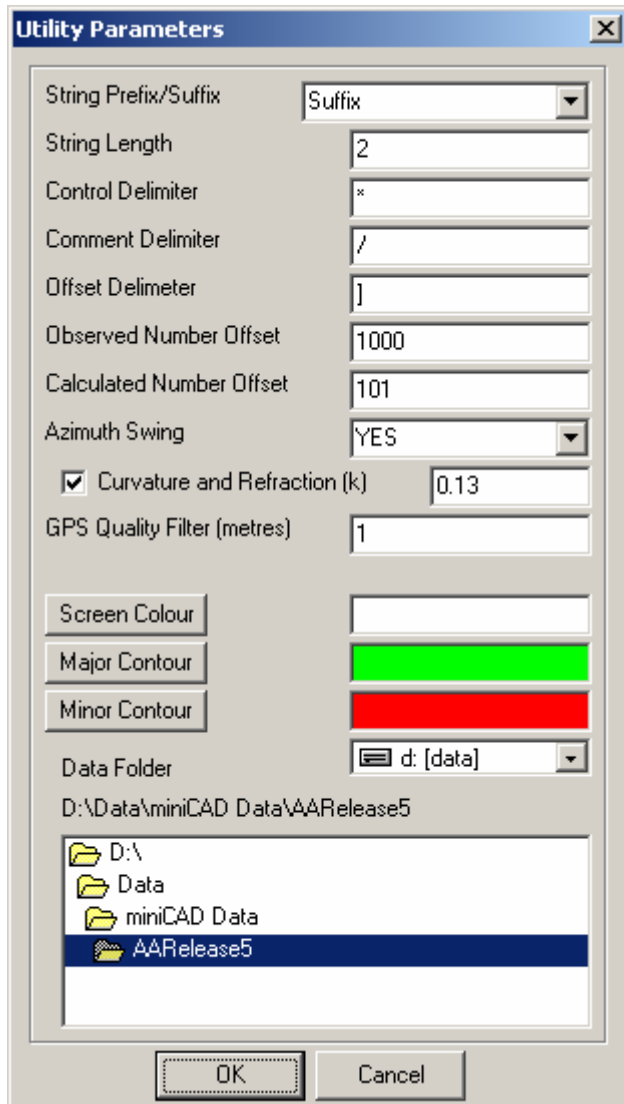 Utility Parameters
String Prefix/Suffix Suffix
String Length 2
Control Delimiter *
Comment Delimiter /
Offset Delimeter ]
Observed Number Offset 1000
Calculated Number Offset 101
Azimuth Swing YES
Curvature and Refraction (k) 0.13
GPS Quality Filter (metres) 1
Screen Colour
Major Contour
Minor Contour
Data Folder d: [data]
D:\Data\miniCAD Data\AARelease5
D:\
Data
miniCAD Data
AARelease5
OK Cancel